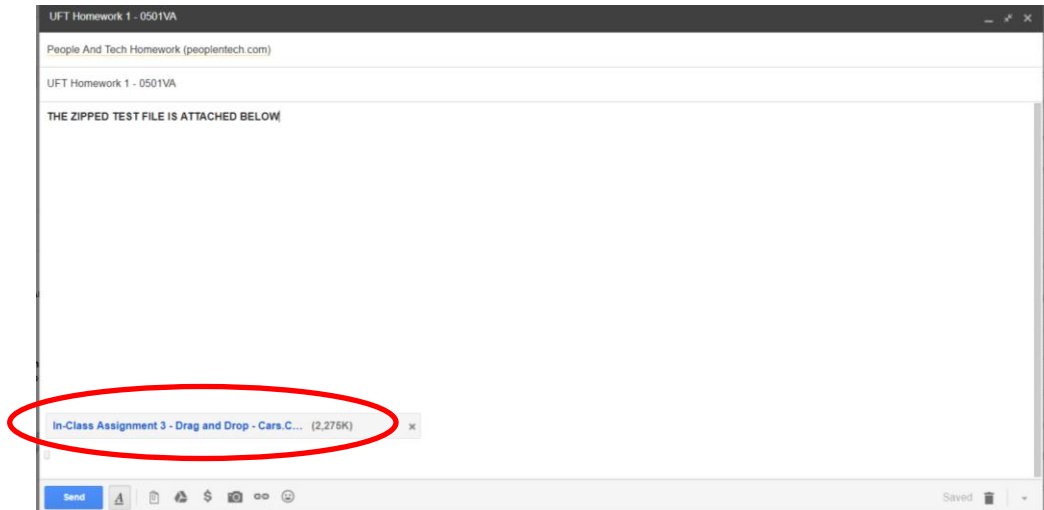 UFT Homework 1 - 0501VA
People And Tech Homework (peoplentech.com)
UFT Homework 1 - 0501VA
THE ZIPPED TEST FILE IS ATTACHED BELOW
In-Class Assignment 3 - Drag and Drop - Cars.C... (2,275K)
Send
Saved